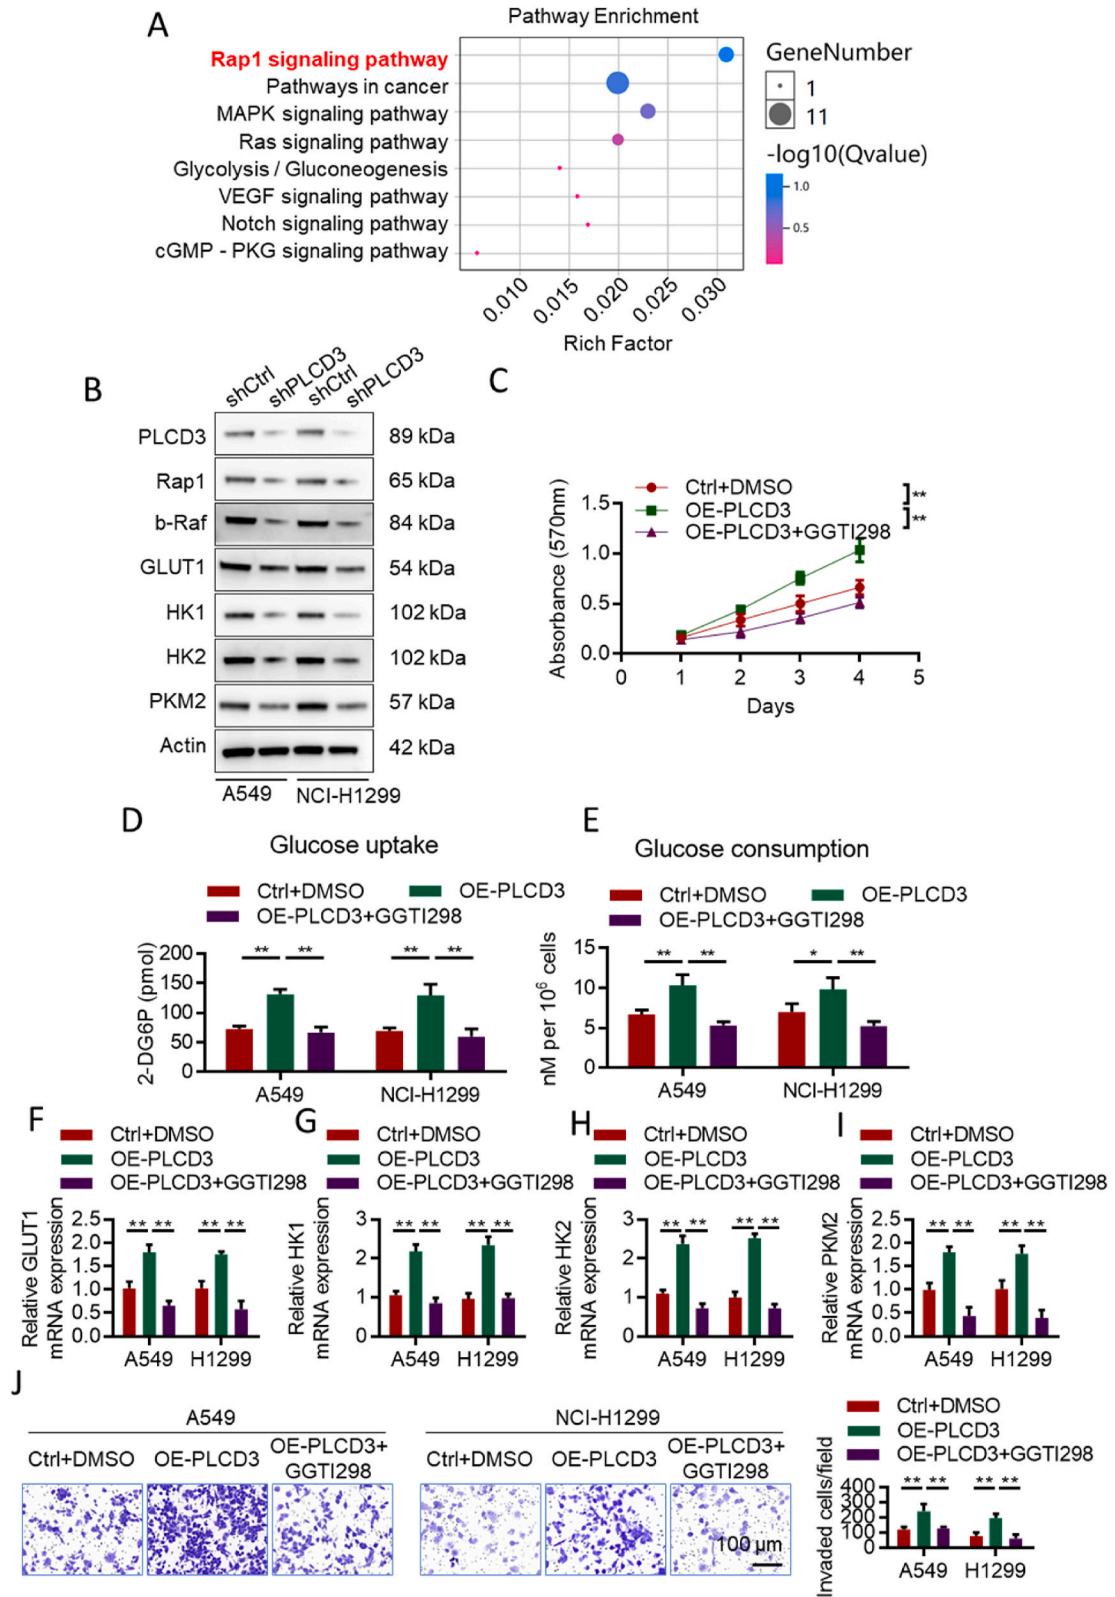 A
Pathway Enrichment
Rap1 signaling pathway
Pathways in cancer
MAPK signaling pathway
Ras signaling pathway
Glycolysis / Gluconeogenesis
VEGF signaling pathway
Notch signaling pathway
cGMP - PKG signaling pathway
0.010 0.015 0.020 0.025 0.030
Rich Factor
GeneNumber
1
11
-log10(Qvalue)
1.0
0.5
B
shCtrl shPLCD3 shCtrl shPLCD3
PLCD3 89 kDa
Rap1 65 kDa
b-Raf 84 kDa
GLUT1 54 kDa
HK1 102 kDa
HK2 102 kDa
PKM2 57 kDa
Actin 42 kDa
A549 NCI-H1299
C
Ctrl+DMSO
OE-PLCD3
OE-PLCD3+GGTI298
**
**
Absorbance (570nm)
1.5
1.0
0.5
0.0
0 1 2 3 4 5
Days
D
Glucose uptake
Ctrl+DMSO OE-PLCD3
OE-PLCD3+GGTI298
2-DG6P (pmol)
200
150
100
50
0
** ** ** **
A549 NCI-H1299
E
Glucose consumption
Ctrl+DMSO OE-PLCD3
OE-PLCD3+GGTI298
nM per 10⁶ cells
15
10
5
0
** ** * **
A549 NCI-H1299
F
Ctrl+DMSO
OE-PLCD3
OE-PLCD3+GGTI298
Relative GLUT1
mRNA expression
2.5
2.0
1.5
1.0
0.5
0.0
** ** ** **
A549 H1299
G
Ctrl+DMSO
OE-PLCD3
OE-PLCD3+GGTI298
Relative HK1
mRNA expression
3
2
1
0
** ** ** **
A549 H1299
H
Ctrl+DMSO
OE-PLCD3
OE-PLCD3+GGTI298
Relative HK2
mRNA expression
3
2
1
0
** ** ** **
A549 H1299
I
Ctrl+DMSO
OE-PLCD3
OE-PLCD3+GGTI298
Relative PKM2
mRNA expression
2.5
2.0
1.5
1.0
0.5
0.0
** ** ** **
A549 H1299
J
A549
Ctrl+DMSO OE-PLCD3 OE-PLCD3+
GGTI298
NCI-H1299
Ctrl+DMSO OE-PLCD3 OE-PLCD3+
GGTI298
100 µm
Ctrl+DMSO
OE-PLCD3
OE-PLCD3+GGTI298
Invaded cells/field
400
300
200
100
0
** ** ** **
A549 H1299